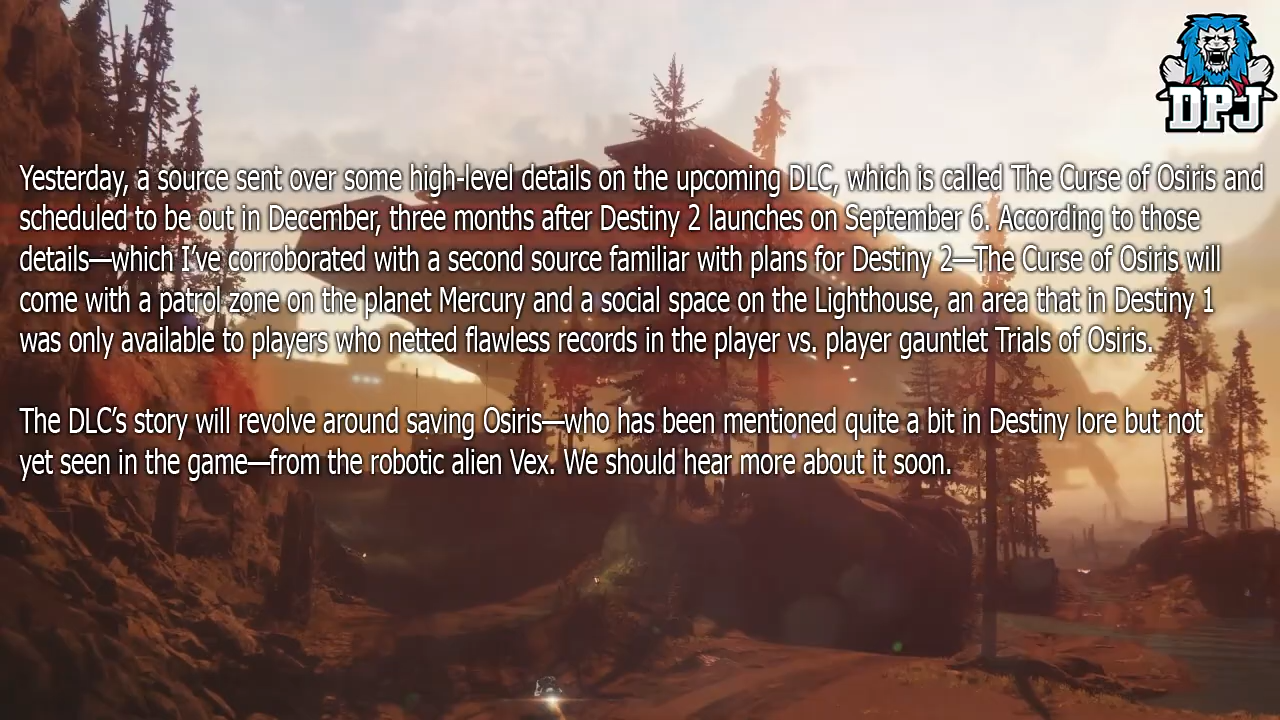 DPJ
Yesterday, a source sent over some high-level details on the upcoming DLC, which is called The Curse of Osiris and
scheduled to be out in December, three months after Destiny 2 launches on September 6. According to those
details—which I've corroborated with a second source familiar with plans for Destiny 2—The Curse of Osiris will
come with a patrol zone on the planet Mercury and a social space on the Lighthouse, an area that in Destiny 1
was only available to players who netted flawless records in the player vs. player gauntlet Trials of Osiris.
The DLC's story will revolve around saving Osiris—who has been mentioned quite a bit in Destiny lore but not
yet seen in the game—from the robotic alien Vex. We should hear more about it soon.